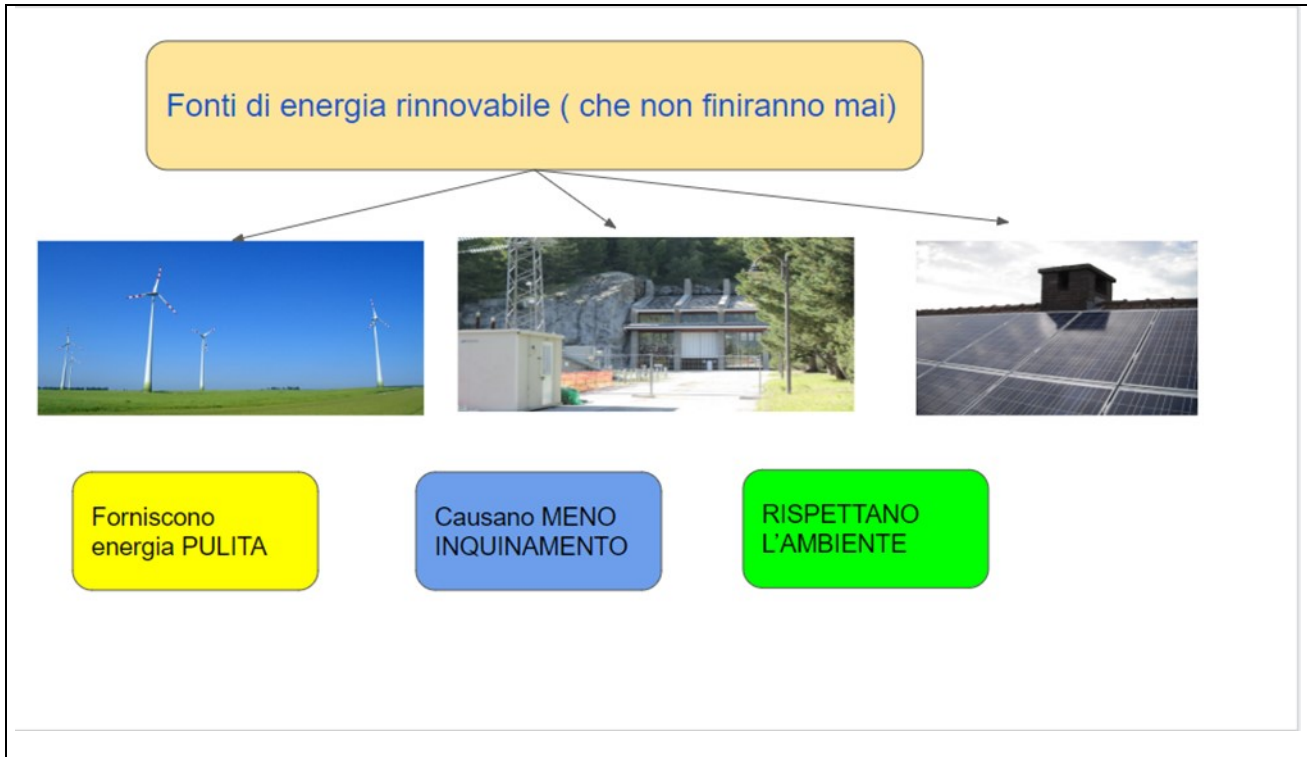 Fonti di energia rinnovabile ( che non finiranno mai)
Forniscono
energia PULITA
Causano MENO
INQUINAMENTO
RISPETTANO
L’AMBIENTE